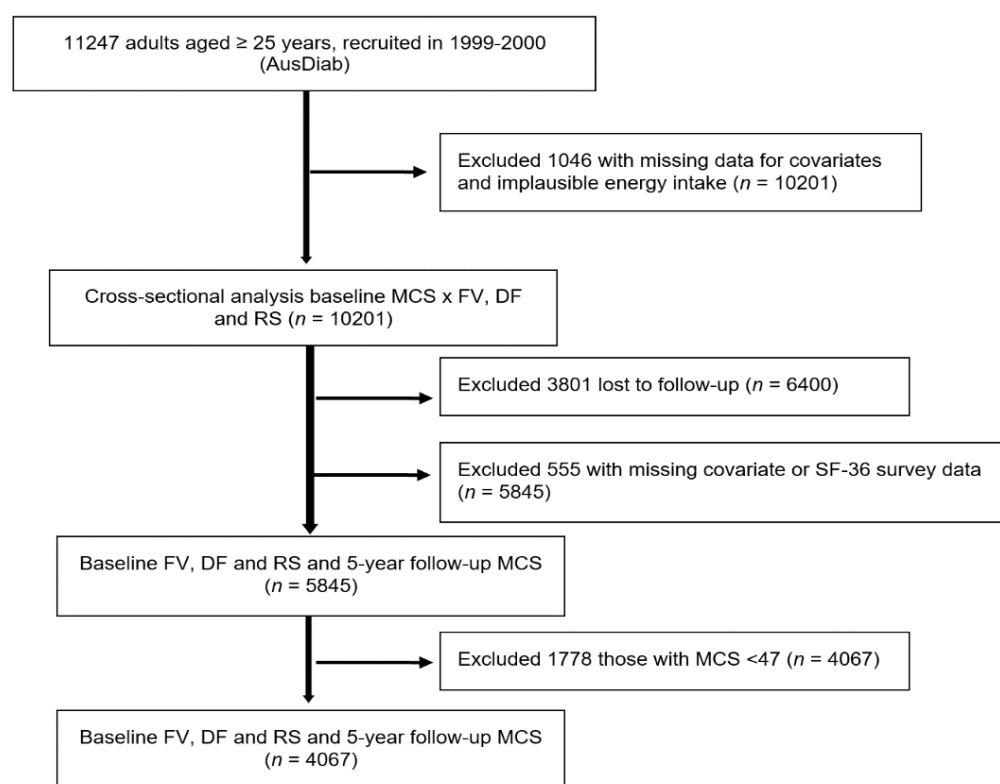 11247 adults aged ≥ 25 years, recruited in 1999-2000
(AusDiab)
Excluded 1046 with missing data for covariates
and implausible energy intake (n = 10201)
Cross-sectional analysis baseline MCS x FV, DF
and RS (n = 10201)
Excluded 3801 lost to follow-up (n = 6400)
Excluded 555 with missing covariate or SF-36 survey data
(n = 5845)
Baseline FV, DF and RS and 5-year follow-up MCS
(n = 5845)
Excluded 1778 those with MCS <47 (n = 4067)
Baseline FV, DF and RS and 5-year follow-up MCS
(n = 4067)